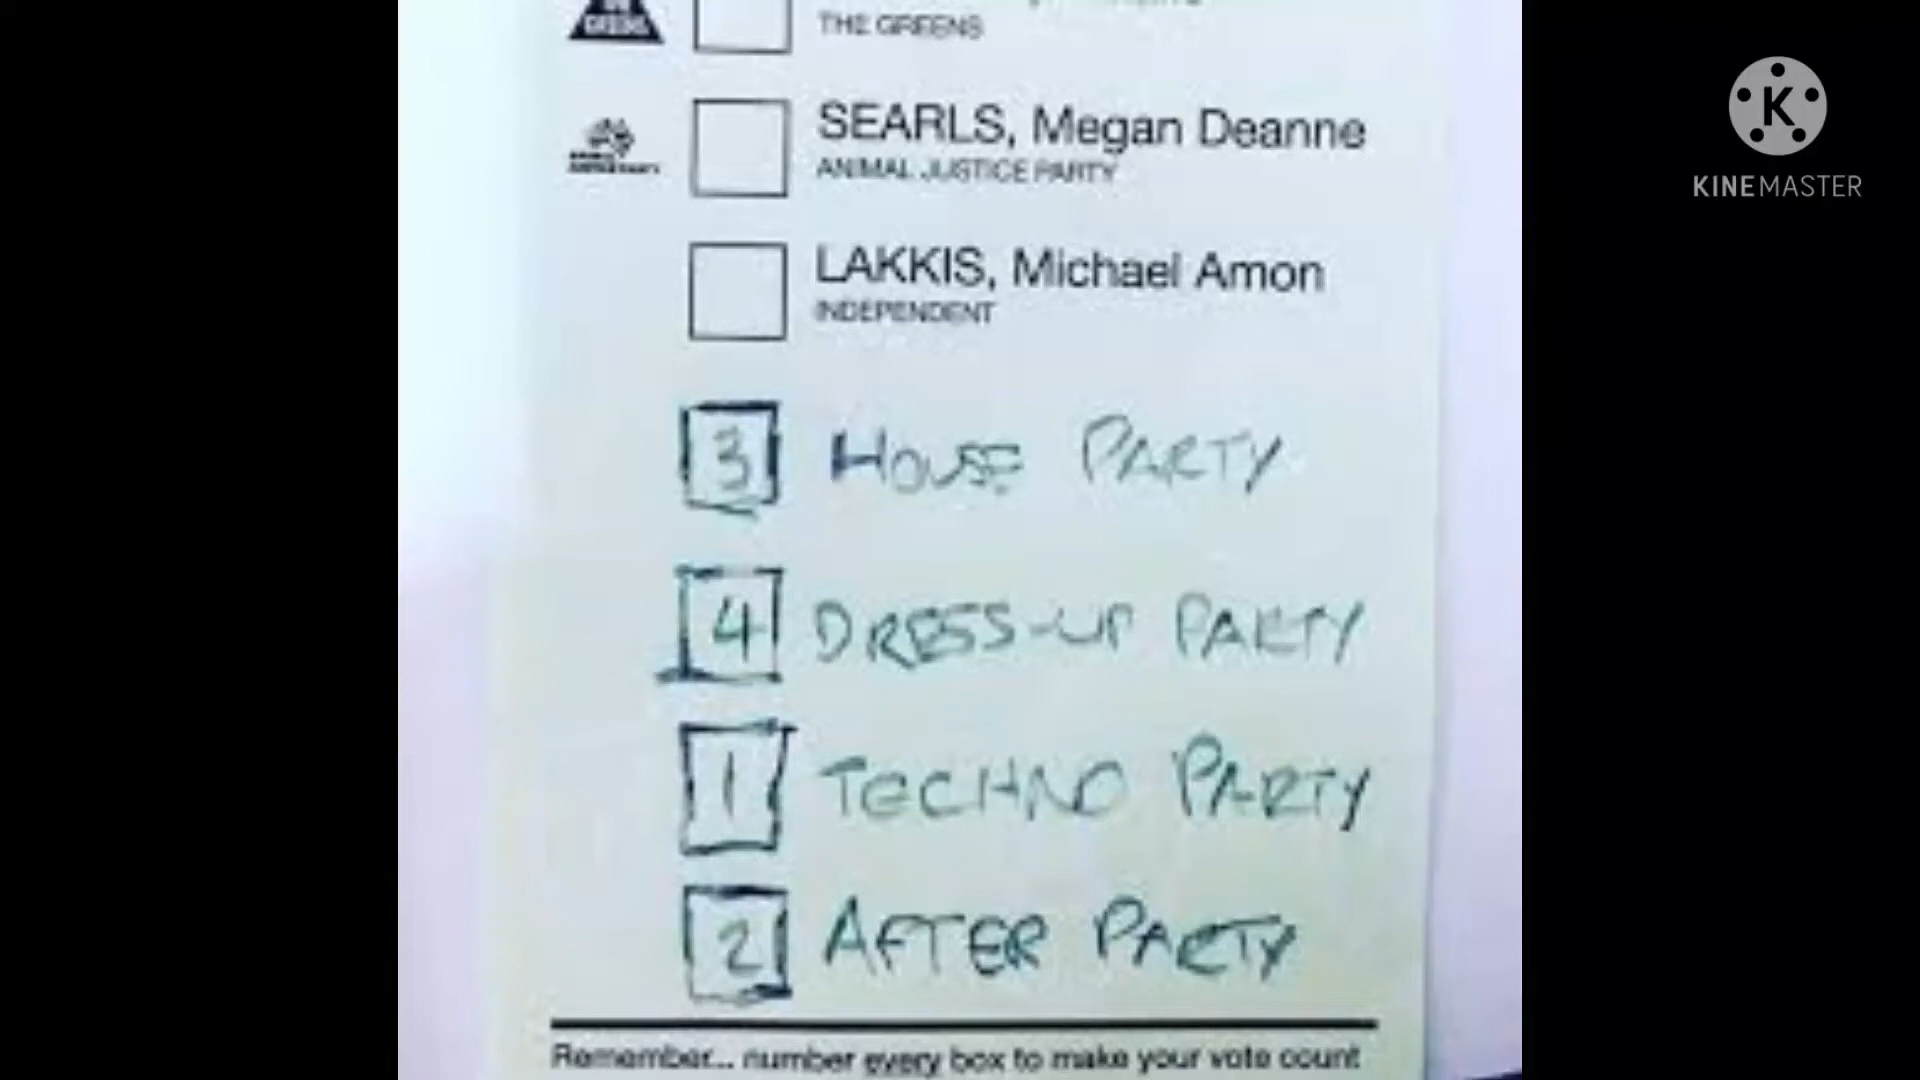 THE GREENS
SEARLS, Megan Deanne
ANIMAL JUSTICE PARTY
LAKKIS, Michael Amon
INDEPENDENT
3 HOUSE PARTY
4 DRESS-UP PARTY
1 TECHNO PARTY
2 AFTER PARTY
Remember... number every box to make your vote count
KINEMASTER